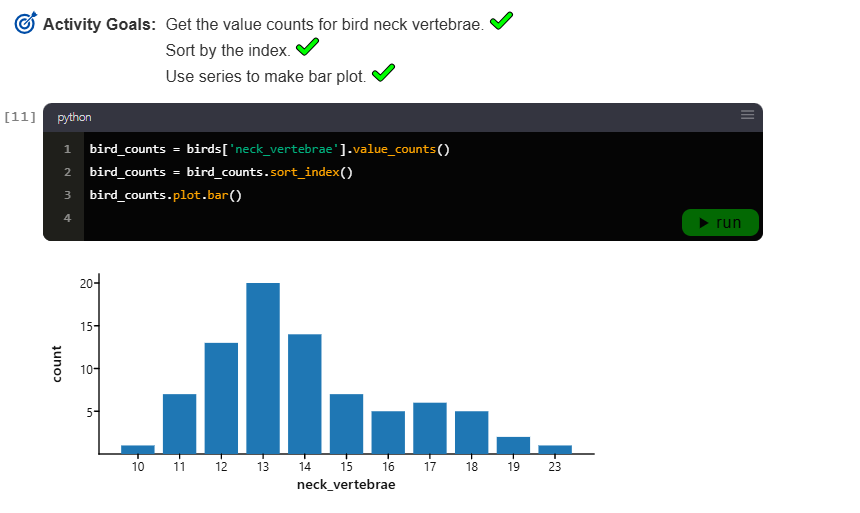 Activity Goals: Get the value counts for bird neck vertebrae.
Sort by the index.
Use series to make bar plot.
[11] python
1 bird_counts = birds['neck_vertebrae'].value_counts()
2 bird_counts = bird_counts.sort_index()
3 bird_counts.plot.bar()
4
run
20
15
10
5
count
10 11 12 13 14 15 16 17 18 19 23
neck_vertebrae